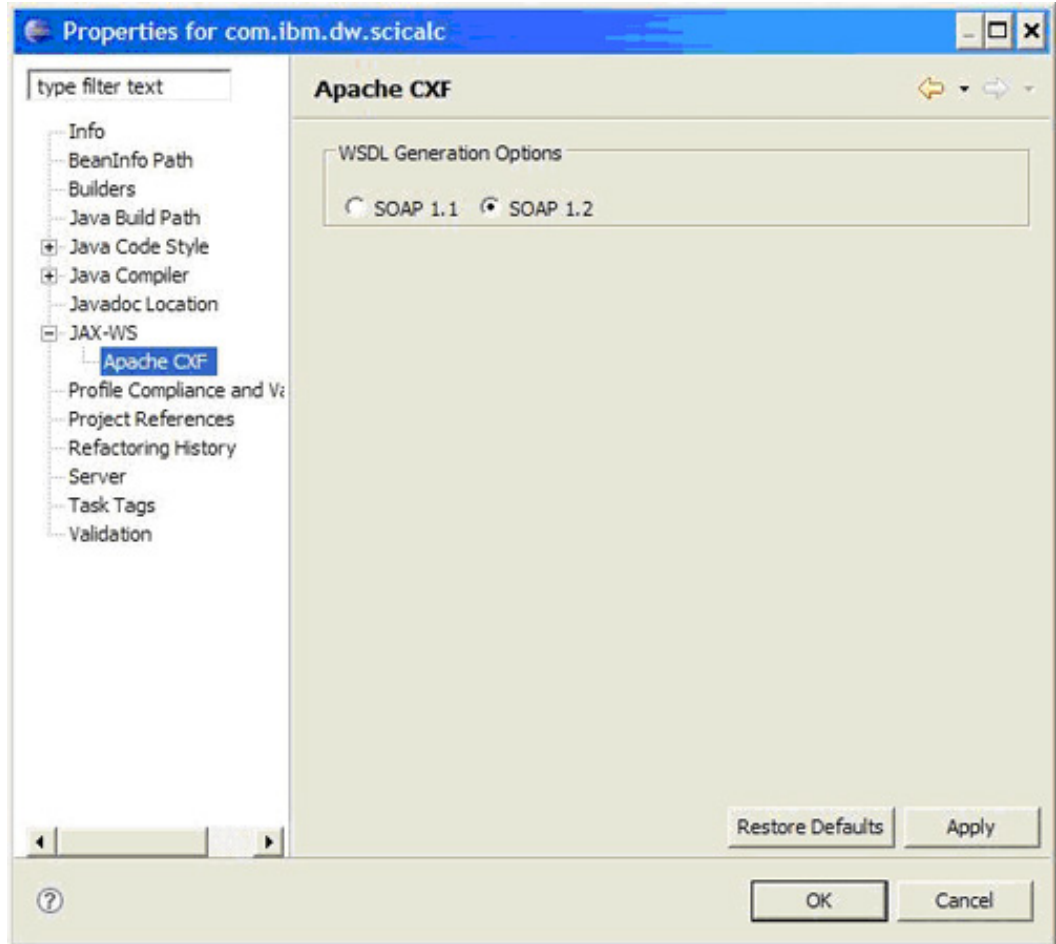 Properties for com.ibm.dw.scicalc
type filter text
Info
BeanInfo Path
Builders
Java Build Path
Java Code Style
Java Compiler
Javadoc Location
JAX-WS
Apache CXF
Profile Compliance and Va
Project References
Refactoring History
Server
Task Tags
Validation
Apache CXF
WSDL Generation Options
SOAP 1.1 SOAP 1.2
Restore Defaults Apply
? OK Cancel